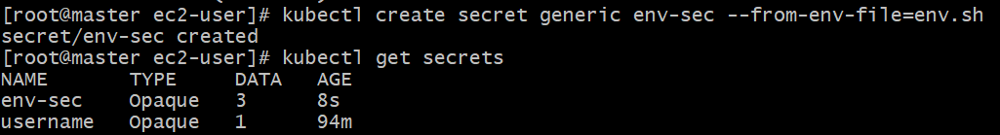 [root@master ec2-user]# kubectl create secret generic env-sec --from-env-file=env.sh
secret/env-sec created
[root@master ec2-user]# kubectl get secrets
NAME       TYPE     DATA   AGE
env-sec    Opaque   3      8s
username   Opaque   1      94m